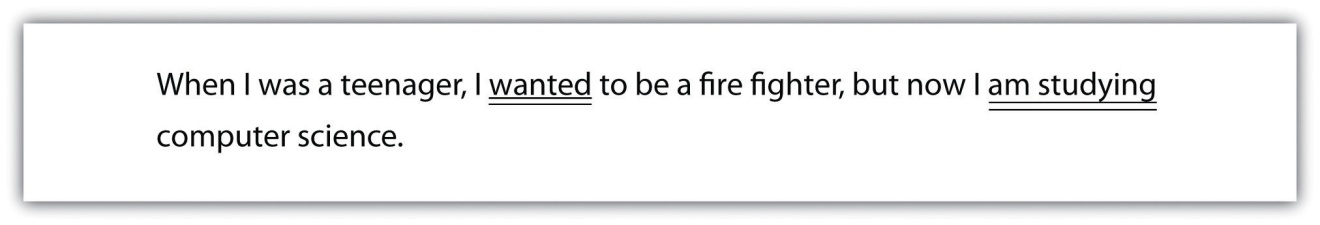 When I was a teenager, I wanted to be a fire fighter, but now I am studying
computer science.